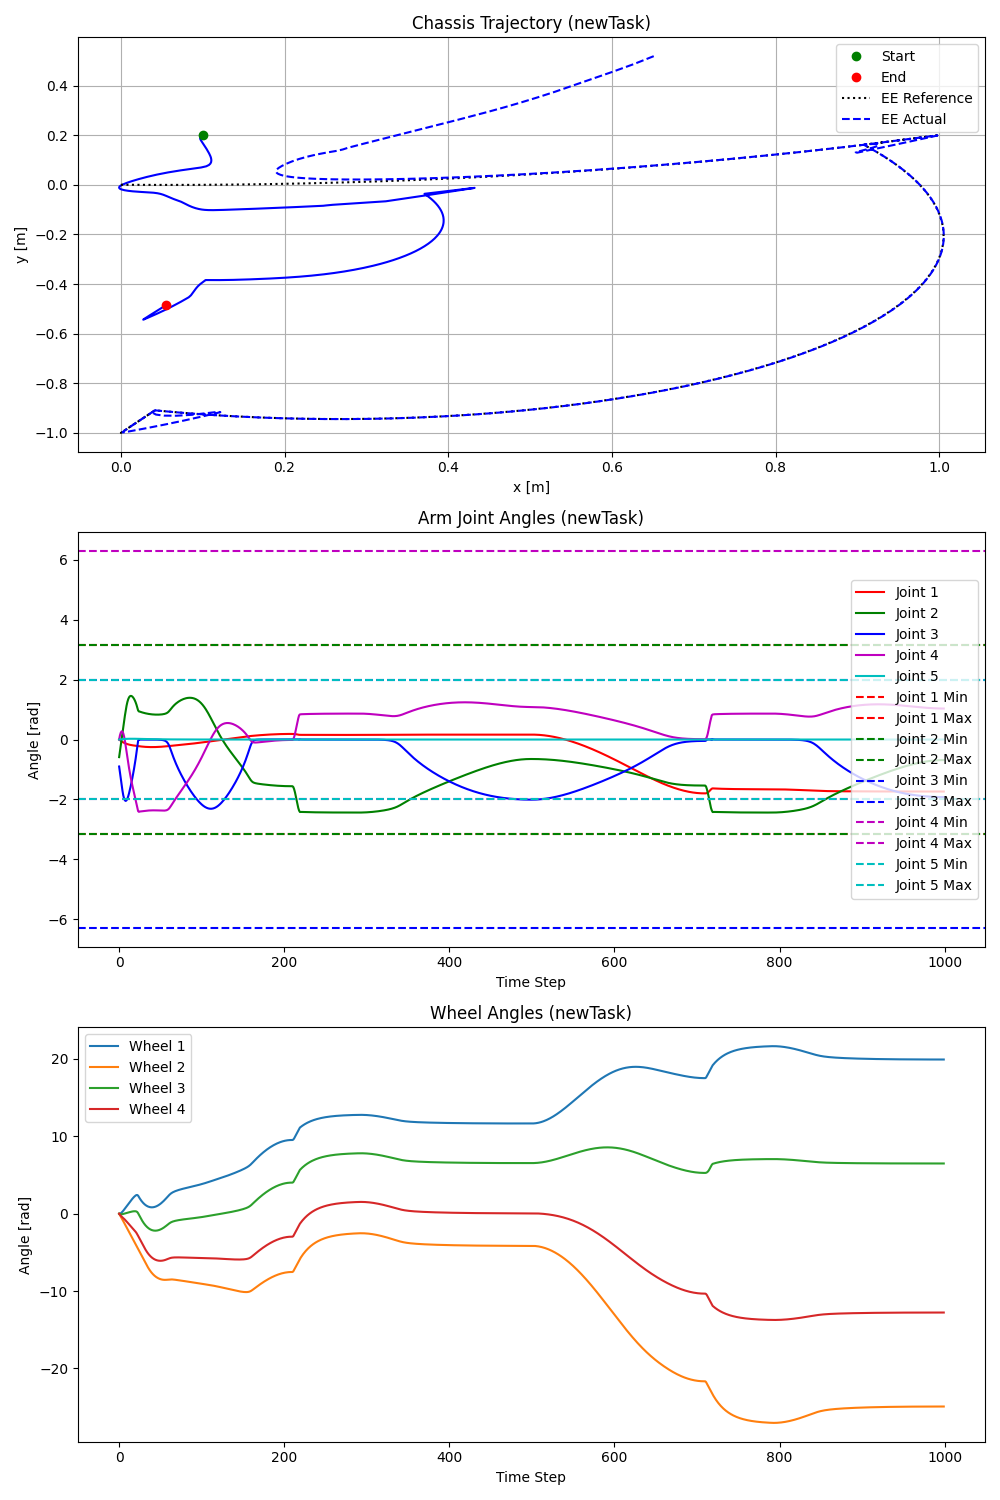 Chassis Trajectory (newTask)
Start
End
EE Reference
EE Actual
0.4
0.2
0.0
−0.2
−0.4
−0.6
−0.8
−1.0
y [m]
0.0 0.2 0.4 0.6 0.8 1.0
x [m]
Arm Joint Angles (newTask)
6
4
2
0
−2
−4
−6
Angle [rad]
Joint 1
Joint 2
Joint 3
Joint 4
Joint 5
Joint 1 Min
Joint 1 Max
Joint 2 Min
Joint 2 Max
Joint 3 Min
Joint 3 Max
Joint 4 Min
Joint 4 Max
Joint 5 Min
Joint 5 Max
0 200 400 600 800 1000
Time Step
Wheel Angles (newTask)
Wheel 1
Wheel 2
Wheel 3
Wheel 4
20
10
0
−10
−20
Angle [rad]
0 200 400 600 800 1000
Time Step